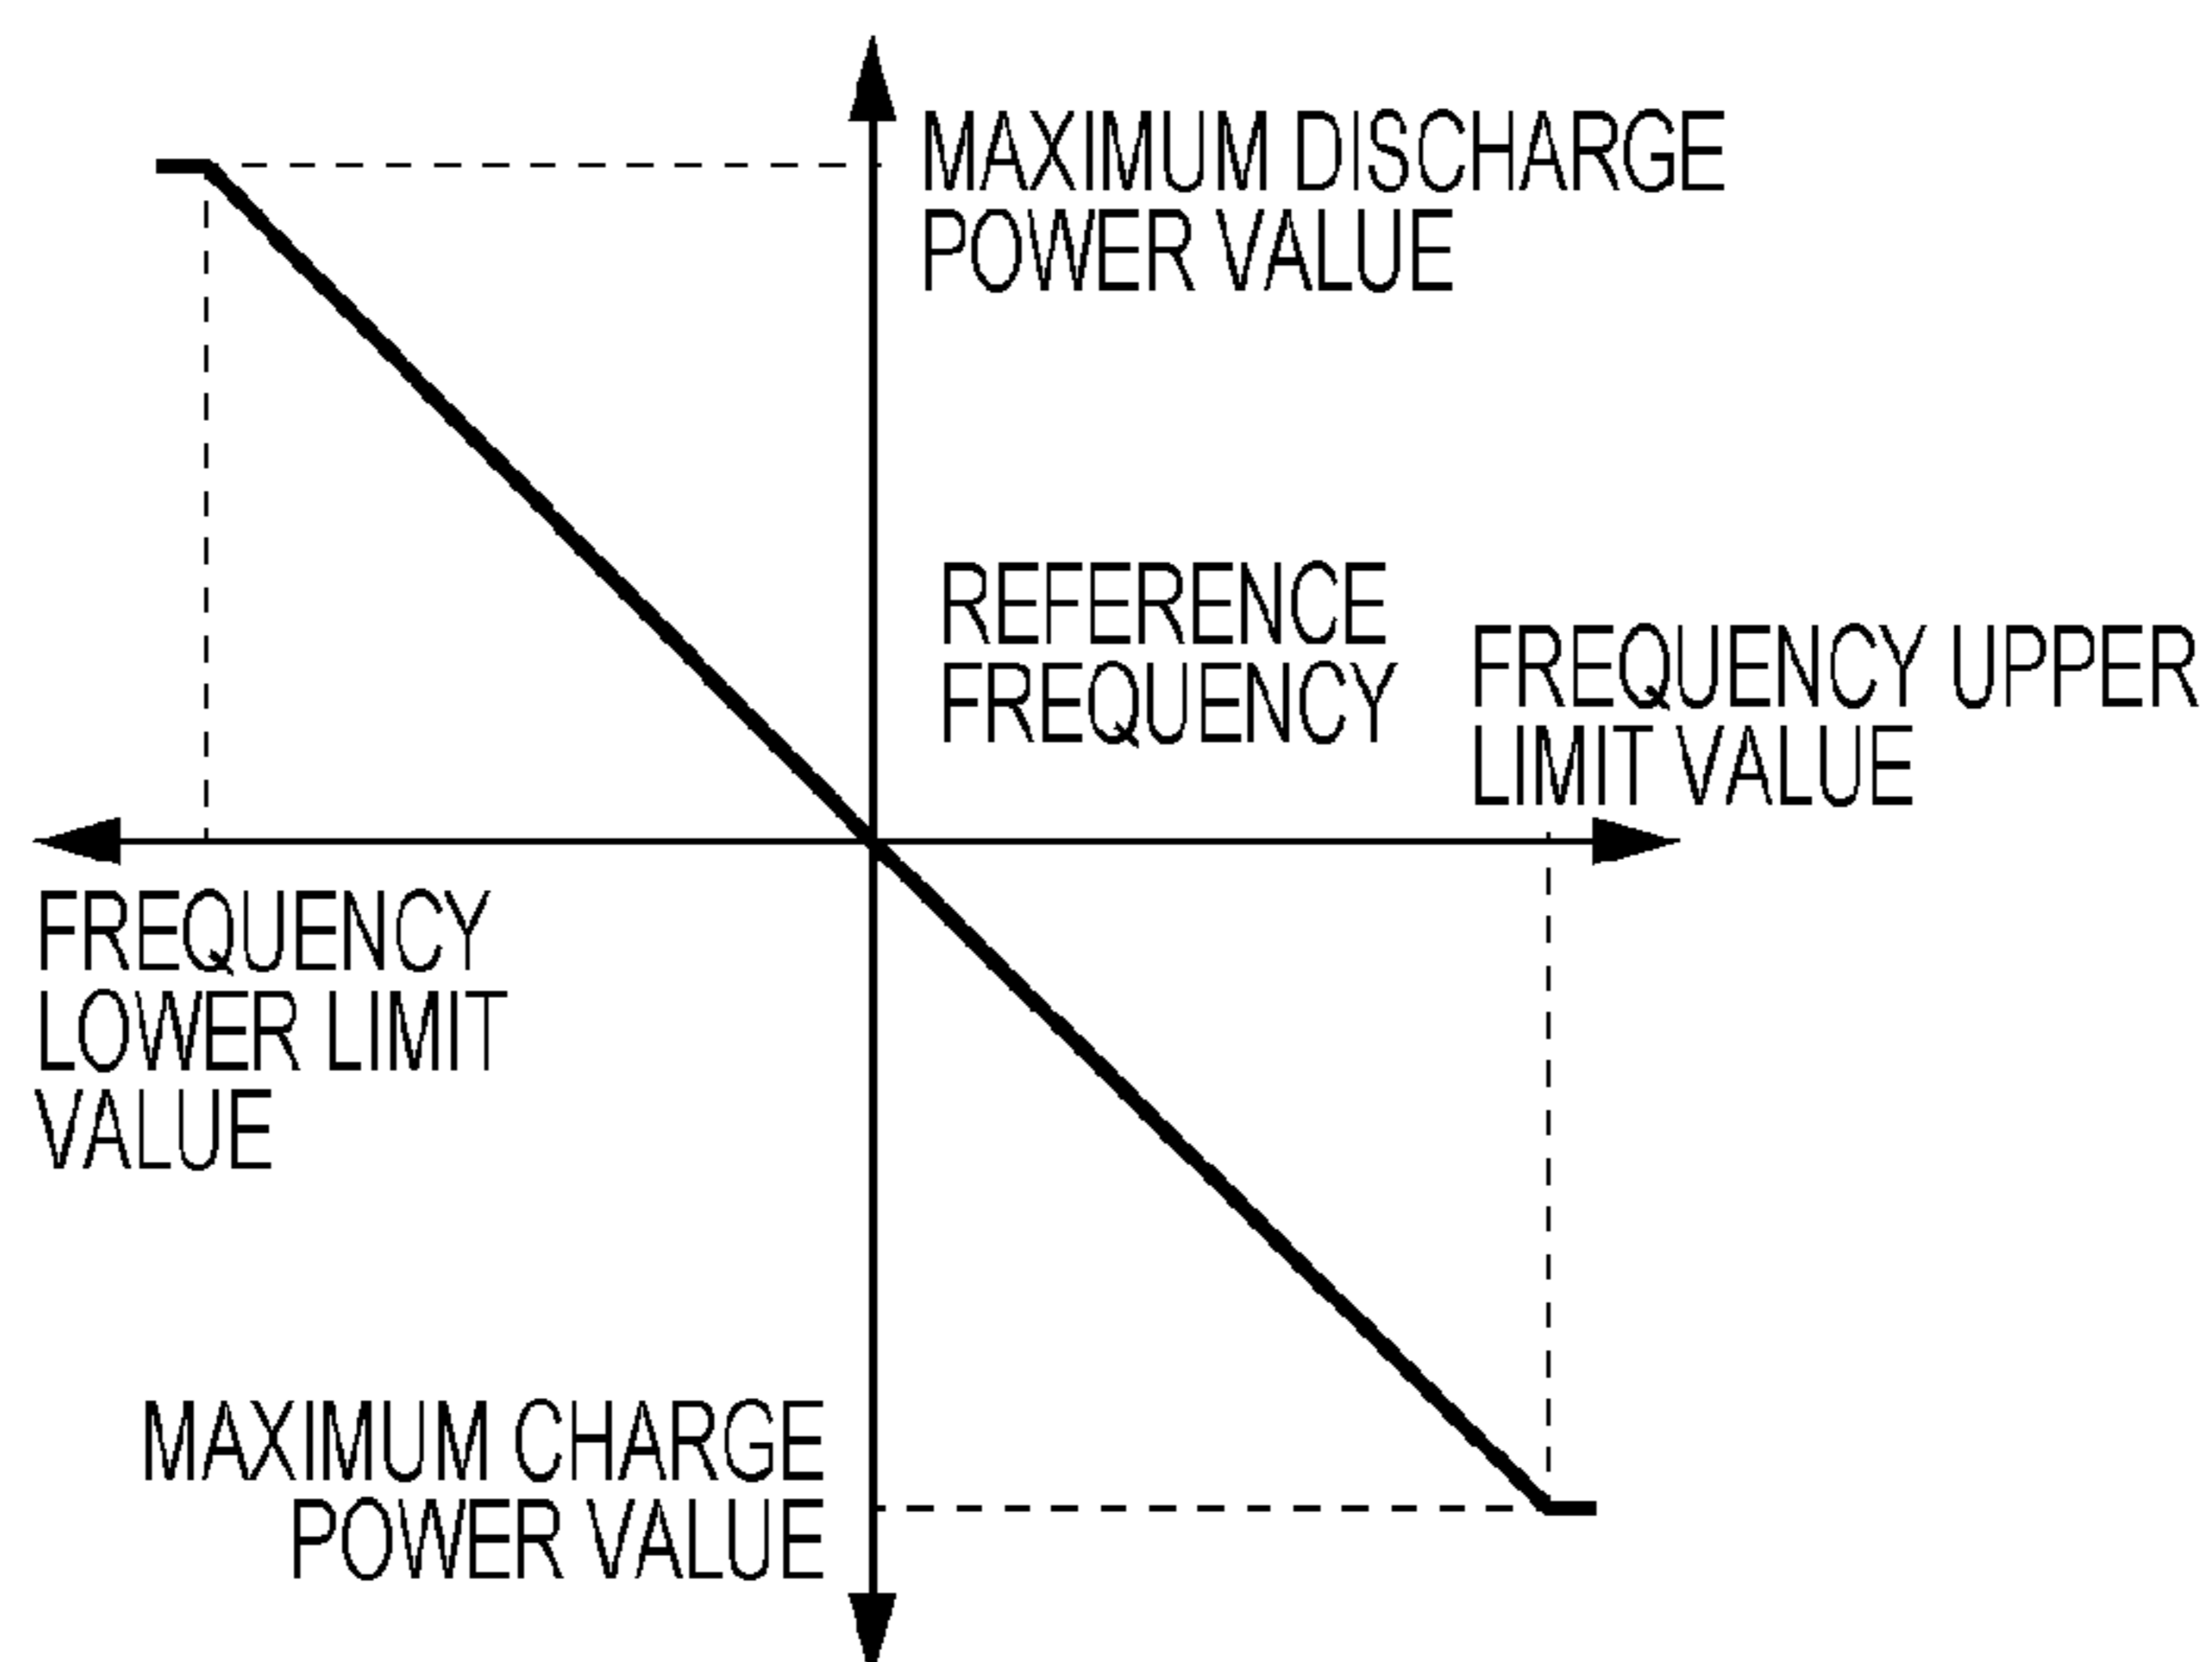 MAXIMUM DISCHARGE
POWER VALUE
REFERENCE
FREQUENCY
FREQUENCY UPPER
LIMIT VALUE
FREQUENCY
LOWER LIMIT
VALUE
MAXIMUM CHARGE
POWER VALUE